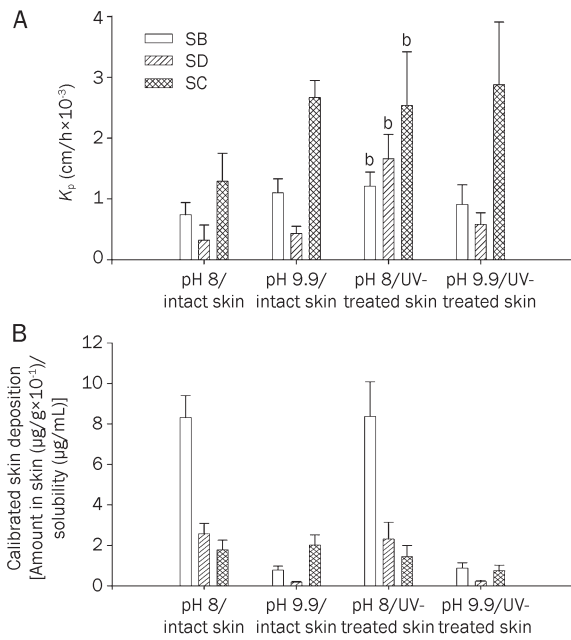 A
4
3
2
1
0
K_p (cm/h×10⁻³)
SB
SD
SC
b
b
b
pH 8/
intact skin
pH 9.9/
intact skin
pH 8/UV-
treated skin
pH 9.9/UV-
treated skin
B
12
10
8
6
4
2
0
Calibrated skin deposition
[Amount in skin (μg/g×10⁻¹)/
solubility (μg/mL)]
pH 8/
intact skin
pH 9.9/
intact skin
pH 8/UV-
treated skin
pH 9.9/UV-
treated skin